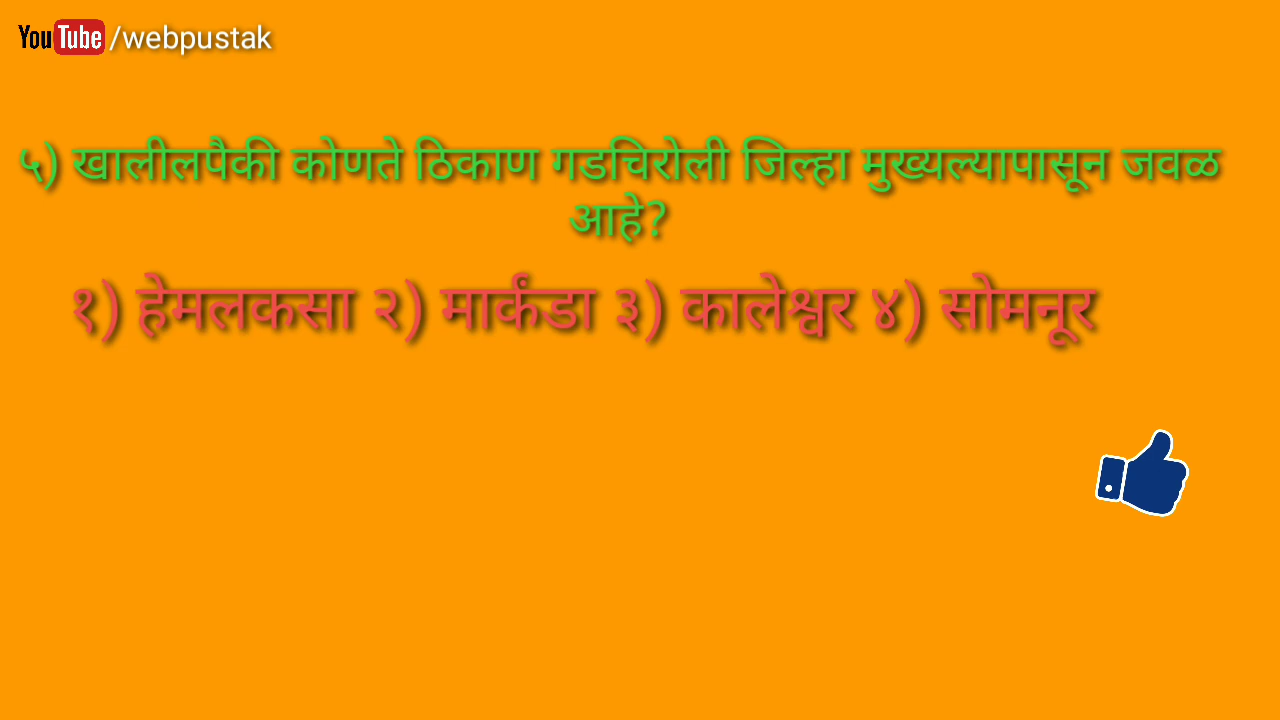 YouTube/webpustak
५) खालीलपैकी कोणते ठिकाण गडचिरोली जिल्हा मुख्यल्यापासून जवळ
आहे?
१) हेमलकसा २) मार्कंडा ३) कालेश्वर ४) सोमनूर